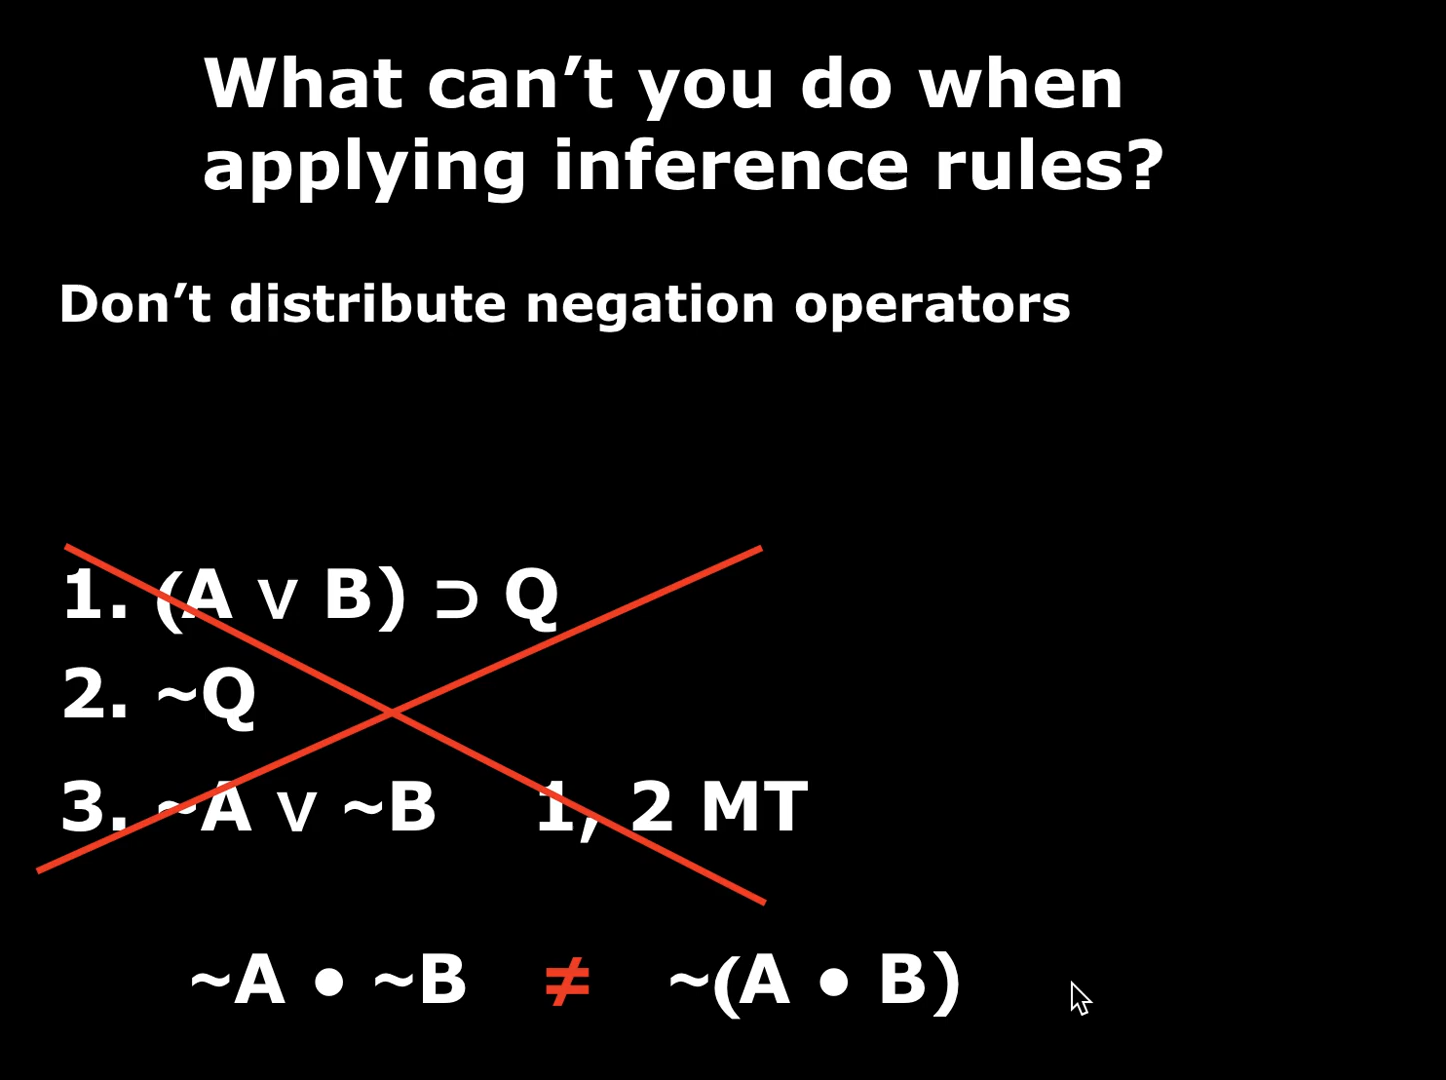 What can’t you do when
applying inference rules?
Don’t distribute negation operators
1. (A ∨ B) ⊃ Q
2. ~Q
3. ~A ∨ ~B 1, 2 MT
~A • ~B ≠ ~(A • B)